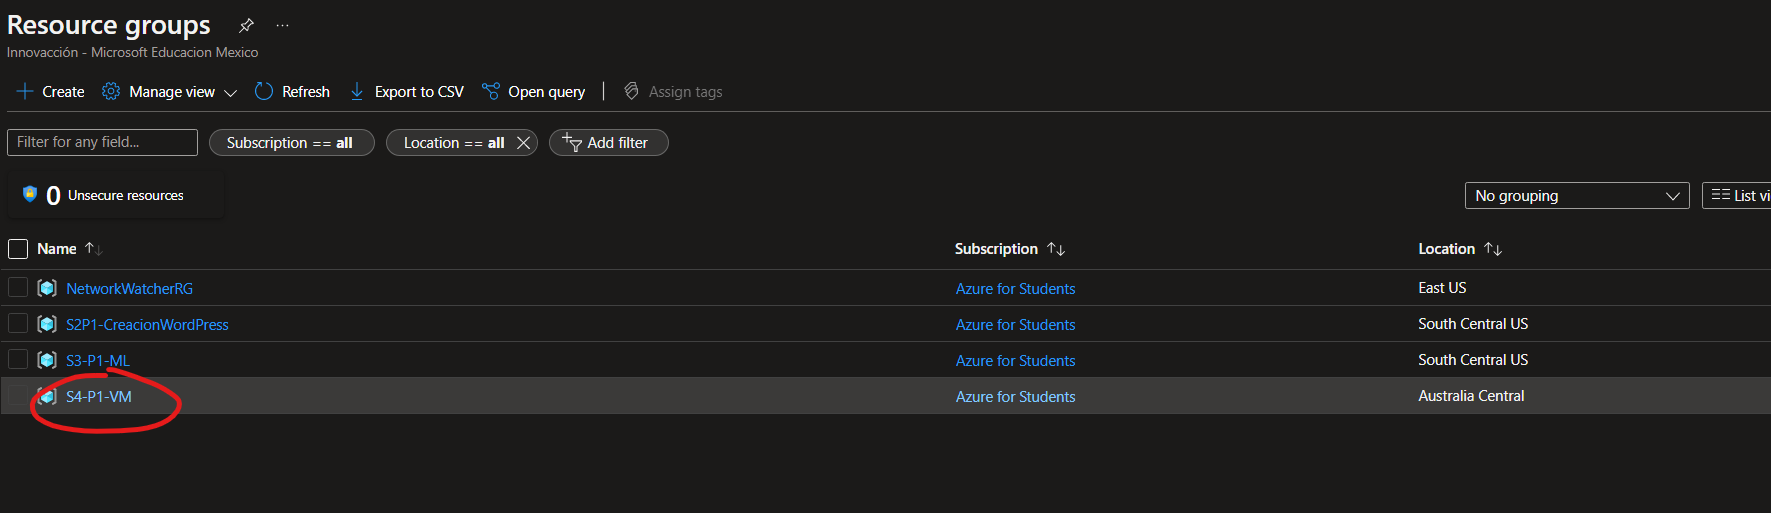 Resource groups
Innovacción - Microsoft Educacion Mexico
Create Manage view Refresh Export to CSV Open query Assign tags
Filter for any field... Subscription == all Location == all Add filter
0 Unsecure resources No grouping List vi
Name Subscription Location
NetworkWatcherRG Azure for Students East US
S2P1-CreacionWordPress Azure for Students South Central US
S3-P1-ML Azure for Students South Central US
S4-P1-VM Azure for Students Australia Central